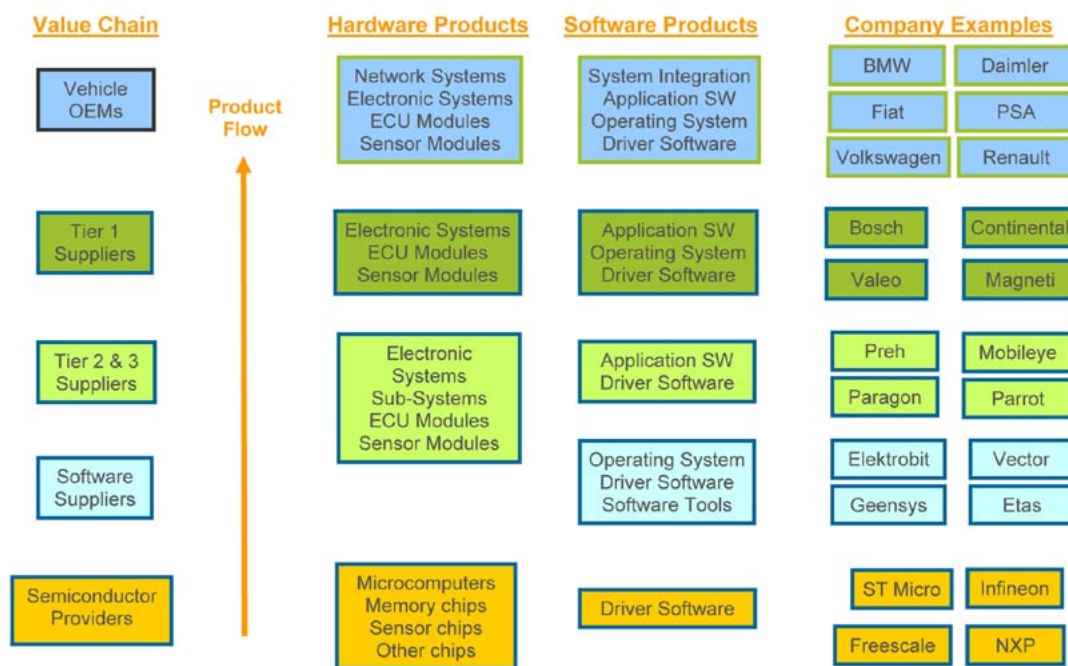 Value Chain
Hardware Products
Software Products
Company Examples
Vehicle
OEMs
Product
Flow
Network Systems
Electronic Systems
ECU Modules
Sensor Modules
System Integration
Application SW
Operating System
Driver Software
BMW
Daimler
Fiat
PSA
Volkswagen
Renault
Tier 1
Suppliers
Electronic Systems
ECU Modules
Sensor Modules
Application SW
Operating System
Driver Software
Bosch
Continental
Valeo
Magneti
Tier 2 & 3
Suppliers
Electronic
Systems
Sub-Systems
ECU Modules
Sensor Modules
Application SW
Driver Software
Preh
Mobileye
Paragon
Parrot
Software
Suppliers
Operating System
Driver Software
Software Tools
Elektrobit
Vector
Geensys
Etas
Semiconductor
Providers
Microcomputers
Memory chips
Sensor chips
Other chips
Driver Software
ST Micro
Infineon
Freescale
NXP